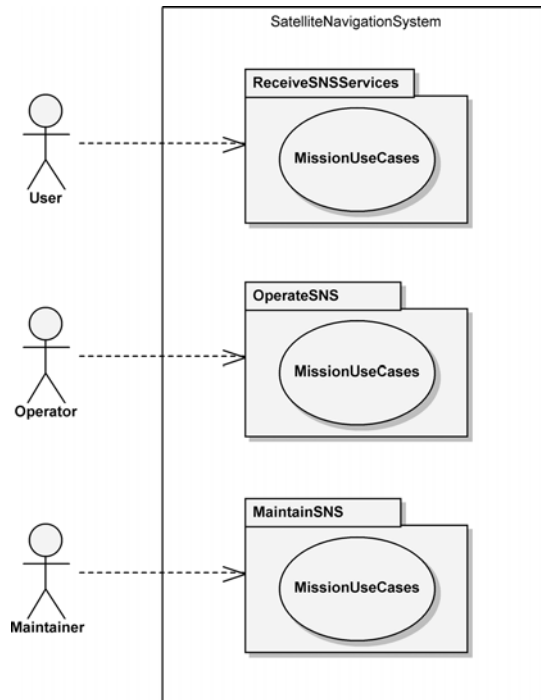 SatelliteNavigationSystem
ReceiveSNSServices
MissionUseCases
User
OperateSNS
MissionUseCases
Operator
MaintainSNS
MissionUseCases
Maintainer